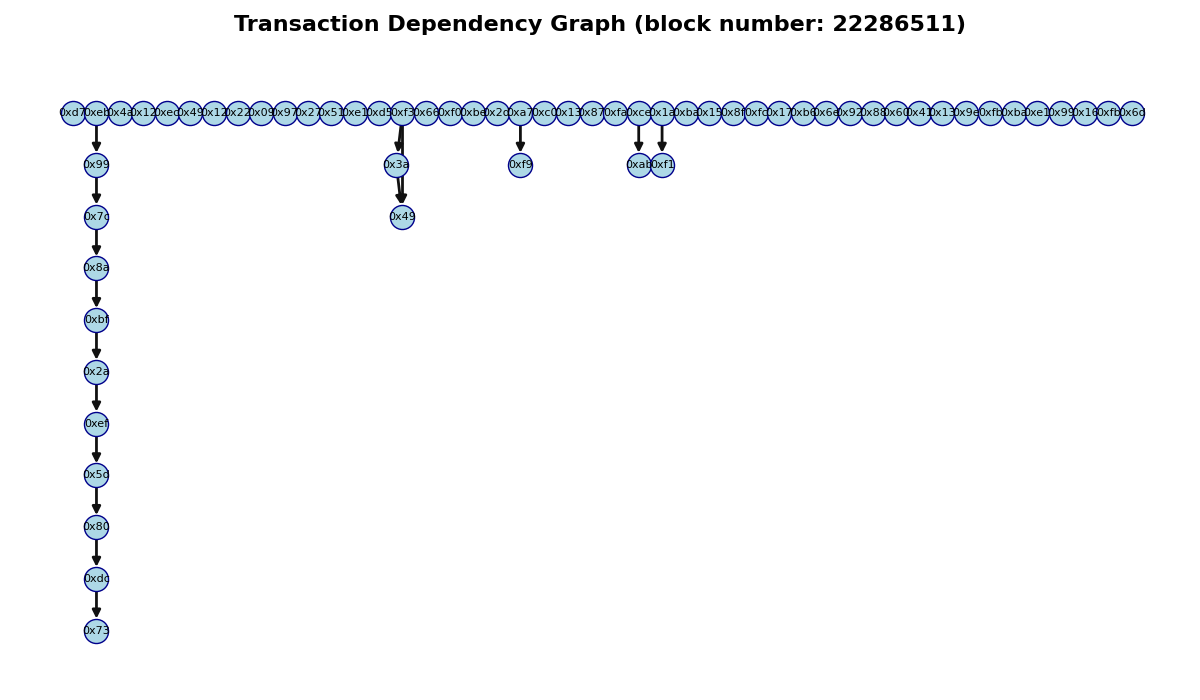 Transaction Dependency Graph (block number: 22286511)
0xd7 0xeb 0x4a 0x12 0xec 0x49 0x12 0x22 0x09 0x97 0x27 0x51 0xe1 0xd5 0xf3 0x66 0xf0 0xbe 0x2c 0xa7 0xc0 0x13 0x87 0xfa 0xce 0x1a 0xba 0x15 0x8f 0xfc 0x17 0xb6 0x6e 0x92 0x88 0x60 0x41 0x13 0x9e 0xfb 0xba 0xe1 0x99 0x16 0xfb 0x6d
0x99 0x3a 0xf9 0xab 0xf1
0x7c 0x49
0x8a
0xbf
0x2a
0xef
0x5d
0x80
0xdc
0x73